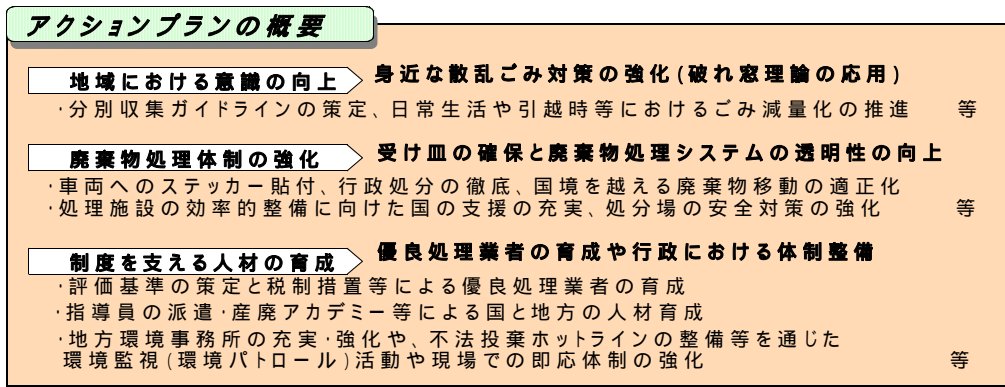 アクションプランの概要
地域における意識の向上 身近な散乱ごみ対策の強化(破れ窓理論の応用)
･分別収集ガイドラインの策定、日常生活や引越時等におけるごみ減量化の推進 等
廃棄物処理体制の強化 受け皿の確保と廃棄物処理システムの透明性の向上
･車両へのステッカー貼付、行政処分の徹底、国境を越える廃棄物移動の適正化
･処理施設の効率的整備に向けた国の支援の充実、処分場の安全対策の強化 等
制度を支える人材の育成 優良処理業者の育成や行政における体制整備
･評価基準の策定と税制措置等による優良処理業者の育成
･指導員の派遣･産廃アカデミー等による国と地方の人材育成
･地方環境事務所の充実･強化や、不法投棄ホットラインの整備等を通じた
環境監視(環境パトロール)活動や現場での即応体制の強化 等